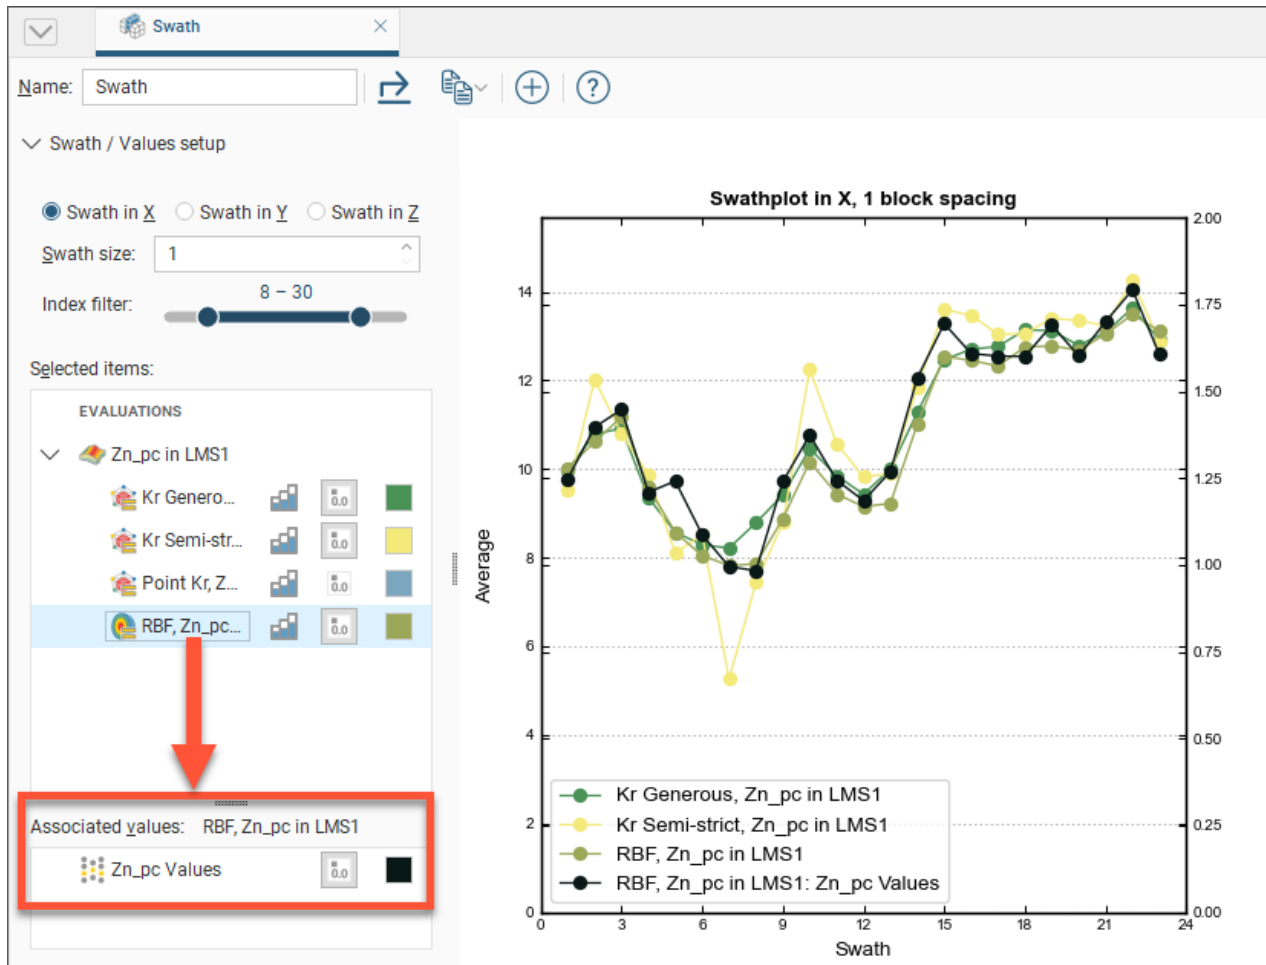 Swath
Name: Swath
Swath / Values setup
Swath in X Swath in Y Swath in Z
Swath size: 1
Index filter: 8 – 30
Selected items:
EVALUATIONS
Zn_pc in LMS1
Kr Genero... 0.0
Kr Semi-str... 0.0
Point Kr, Z... 0.0
RBF, Zn_pc... 0.0
Associated values: RBF, Zn_pc in LMS1
Zn_pc Values 0.0
Swathplot in X, 1 block spacing
14
12
10
8
6
4
2
0
Average
2.00
1.75
1.50
1.25
1.00
0.75
0.50
0.25
0.00
Kr Generous, Zn_pc in LMS1
Kr Semi-strict, Zn_pc in LMS1
RBF, Zn_pc in LMS1
RBF, Zn_pc in LMS1: Zn_pc Values
0 3 6 9 12 15 18 21 24
Swath